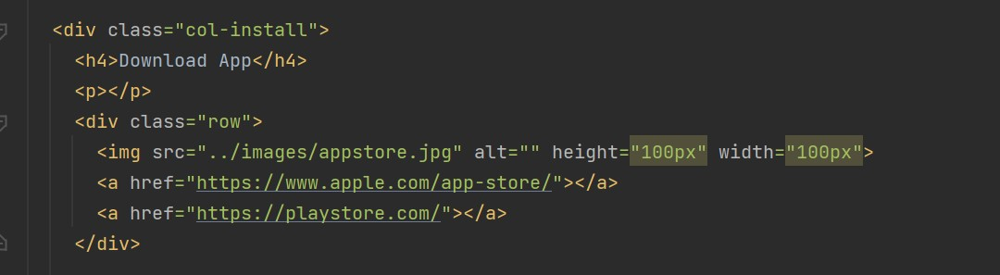 <div class="col-install">
<h4>Download App</h4>
<p></p>
<div class="row">
<img src="../images/appstore.jpg" alt="" height="100px" width="100px">
<a href="https://www.apple.com/app-store/"></a>
<a href="https://playstore.com/"></a>
</div>